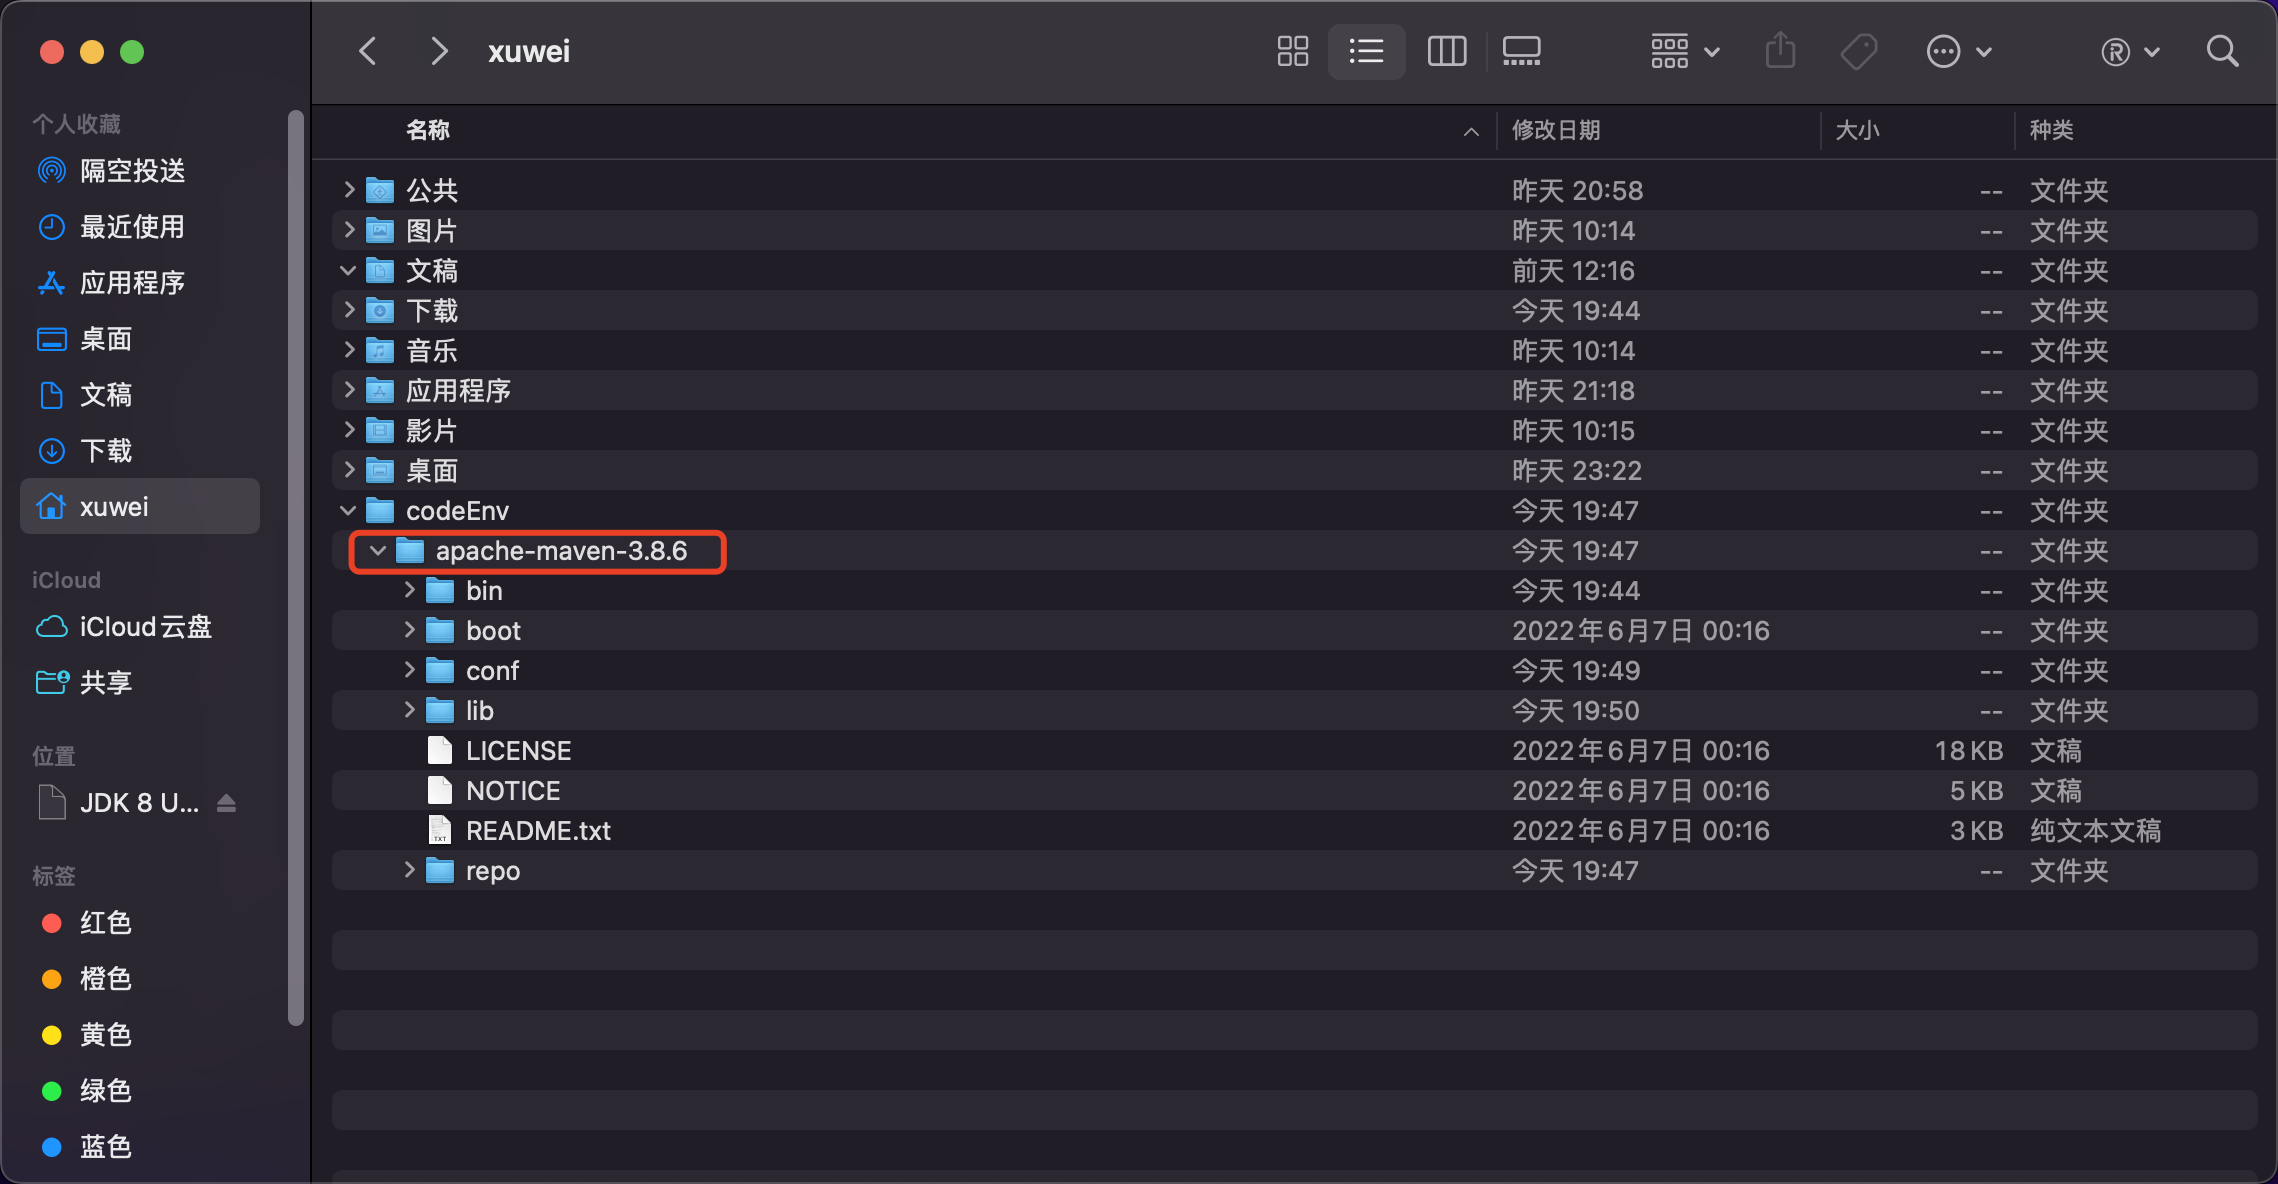 xuwei
个人收藏
隔空投送
最近使用
应用程序
桌面
文稿
下载
xuwei
iCloud
iCloud云盘
共享
位置
JDK 8 U...
标签
红色
橙色
黄色
绿色
蓝色
名称 修改日期 大小 种类
公共 昨天 20:58 -- 文件夹
图片 昨天 10:14 -- 文件夹
文稿 前天 12:16 -- 文件夹
下载 今天 19:44 -- 文件夹
音乐 昨天 10:14 -- 文件夹
应用程序 昨天 21:18 -- 文件夹
影片 昨天 10:15 -- 文件夹
桌面 昨天 23:22 -- 文件夹
codeEnv 今天 19:47 -- 文件夹
apache-maven-3.8.6 今天 19:47 -- 文件夹
bin 今天 19:44 -- 文件夹
boot 2022年6月7日 00:16 -- 文件夹
conf 今天 19:49 -- 文件夹
lib 今天 19:50 -- 文件夹
LICENSE 2022年6月7日 00:16 18 KB 文稿
NOTICE 2022年6月7日 00:16 5 KB 文稿
README.txt 2022年6月7日 00:16 3 KB 纯文本文稿
repo 今天 19:47 -- 文件夹